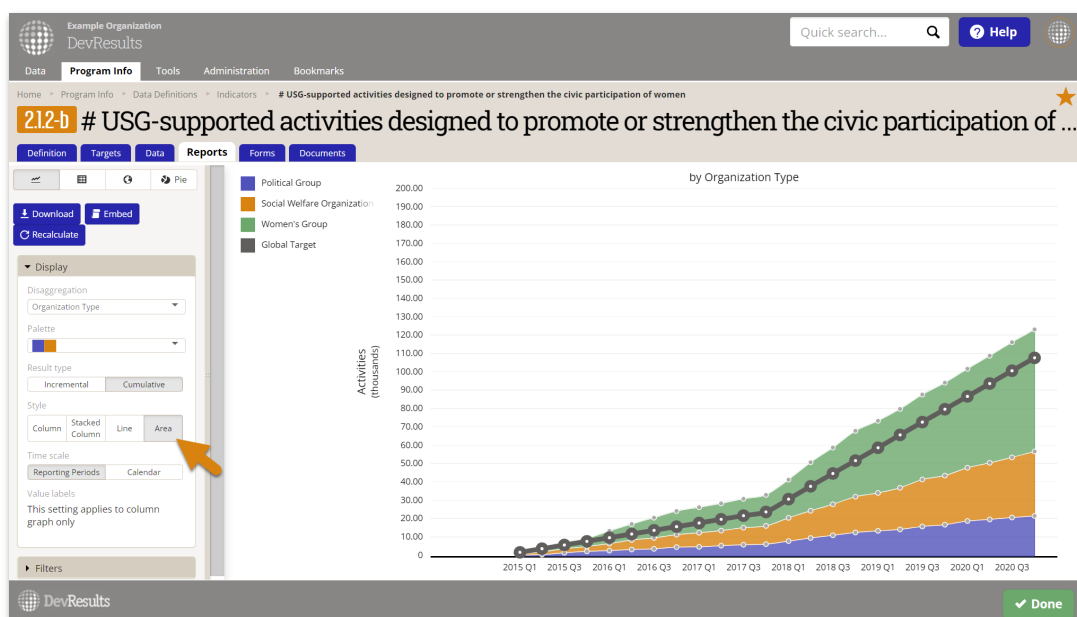 Example Organization
DevResults
Quick search...
Help
Data Program Info Tools Administration Bookmarks
Home Program Info Data Definitions Indicators # USG-supported activities designed to promote or strengthen the civic participation of women
2.1.2-b # USG-supported activities designed to promote or strengthen the civic participation of ...
Definition Targets Data Reports Forms Documents
Pie
Download Embed
Recalculate
Display
Disaggregation
Organization Type
Palette
Result type
Incremental Cumulative
Style
Column Stacked Column Line Area
Time scale
Reporting Periods Calendar
Value labels
This setting applies to column
graph only
Filters
Political Group
Social Welfare Organization
Women's Group
Global Target
by Organization Type
200.00
190.00
180.00
170.00
160.00
150.00
140.00
130.00
120.00
110.00
100.00
90.00
80.00
70.00
60.00
50.00
40.00
30.00
20.00
10.00
0
Activities
(thousands)
2015 Q1 2015 Q3 2016 Q1 2016 Q3 2017 Q1 2017 Q3 2018 Q1 2018 Q3 2019 Q1 2019 Q3 2020 Q1 2020 Q3
DevResults
Done